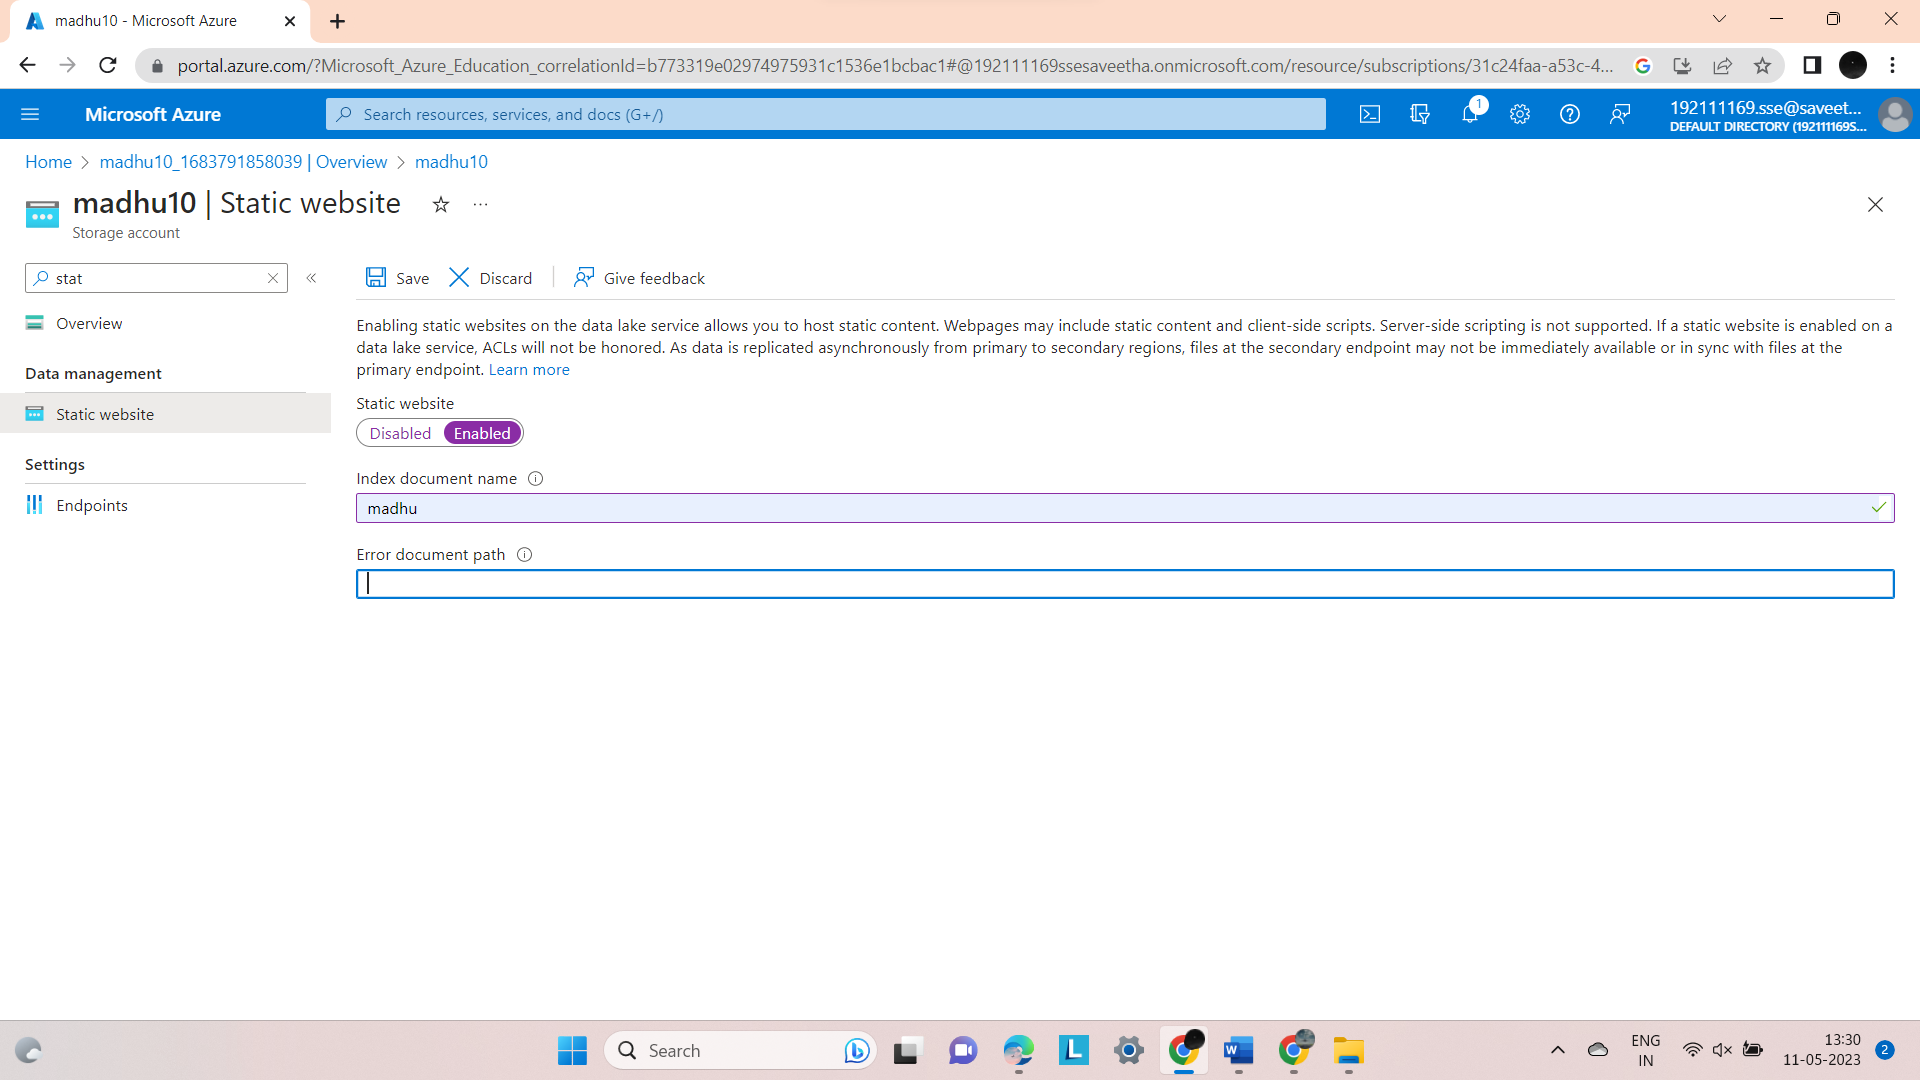 madhu10 - Microsoft Azure
portal.azure.com/?Microsoft_Azure_Education_correlationId=b773319e02974975931c1536e1bcbac1#@192111169ssesaveetha.onmicrosoft.com/resource/subscriptions/31c24faa-a53c-4...
Microsoft Azure
Search resources, services, and docs (G+/)
1
192111169.sse@saveet...
DEFAULT DIRECTORY (192111169S...
Home > madhu10_1683791858039 | Overview > madhu10
madhu10 | Static website
Storage account
stat
Save
Discard
Give feedback
Overview
Data management
Static website
Settings
Endpoints
Enabling static websites on the data lake service allows you to host static content. Webpages may include static content and client-side scripts. Server-side scripting is not supported. If a static website is enabled on a
data lake service, ACLs will not be honored. As data is replicated asynchronously from primary to secondary regions, files at the secondary endpoint may not be immediately available or in sync with files at the
primary endpoint. Learn more
Static website
Disabled Enabled
Index document name
madhu
Error document path
Search
L
W
ENG
IN
13:30
11-05-2023
2